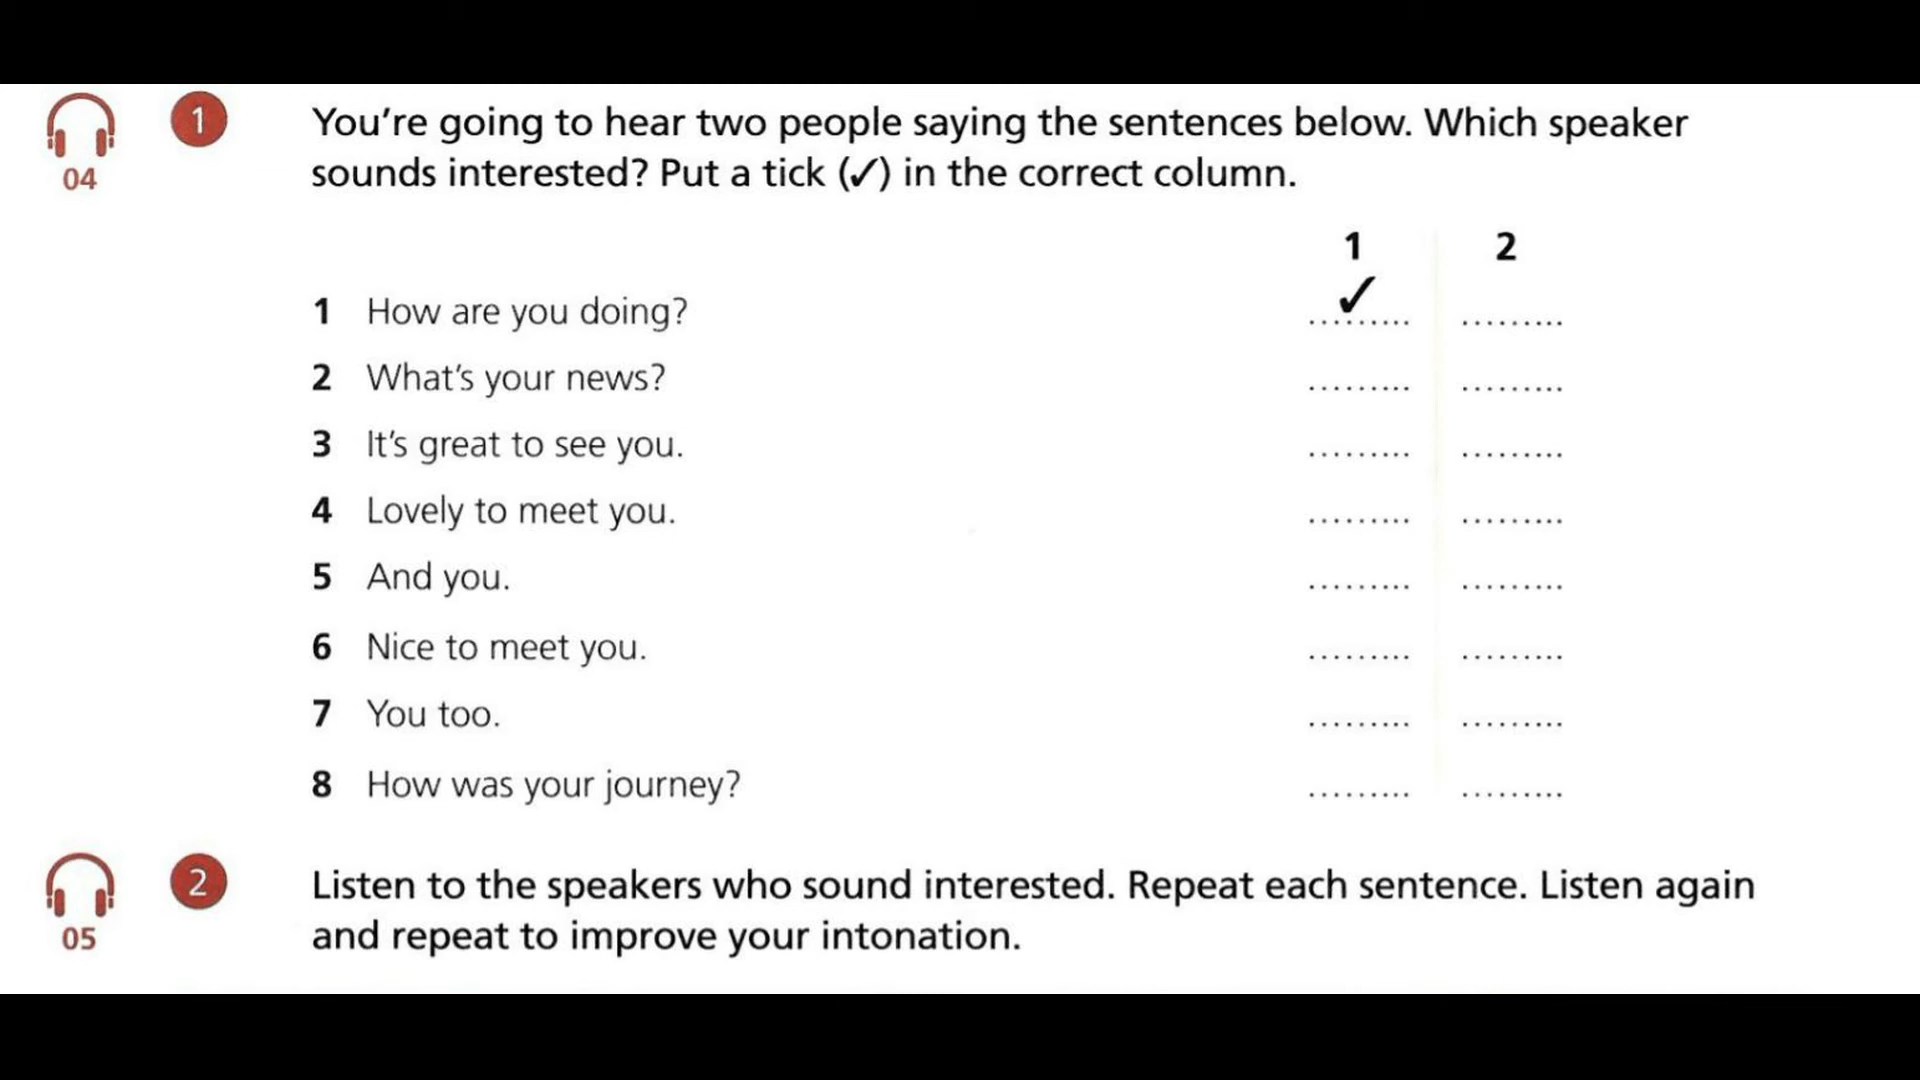 1 You're going to hear two people saying the sentences below. Which speaker
04 sounds interested? Put a tick (✓) in the correct column.
1 2
1 How are you doing? ✓......... .........
2 What's your news? ......... .........
3 It's great to see you. ......... .........
4 Lovely to meet you. ......... .........
5 And you. ......... .........
6 Nice to meet you. ......... .........
7 You too. ......... .........
8 How was your journey? ......... .........
2 Listen to the speakers who sound interested. Repeat each sentence. Listen again
05 and repeat to improve your intonation.